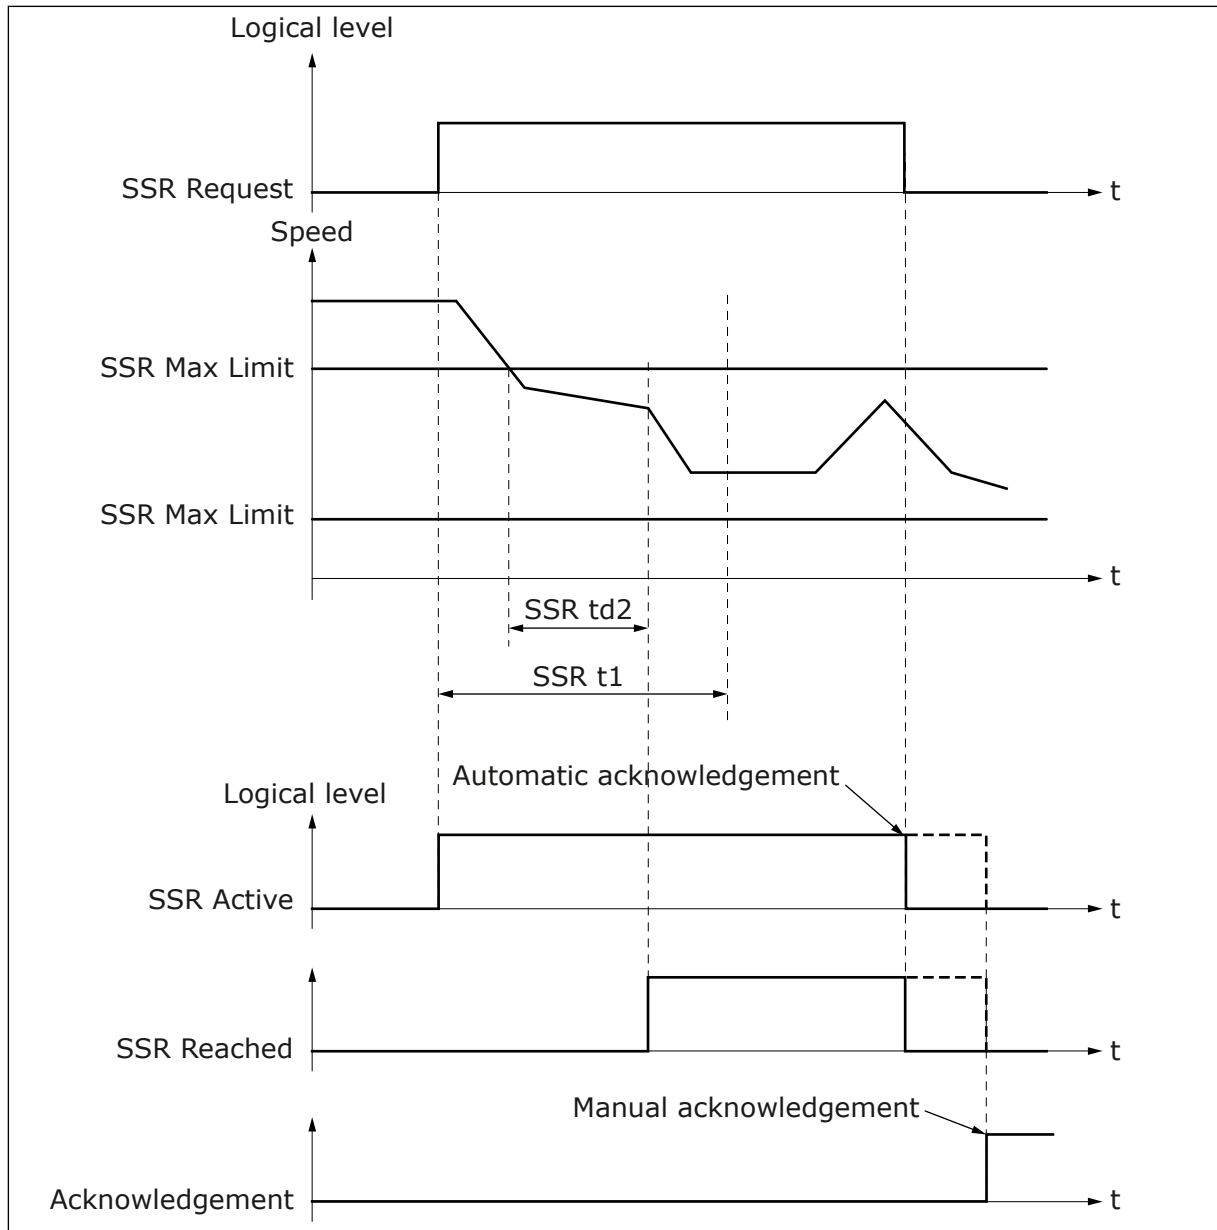 Logical level
SSR Request
t
Speed
SSR Max Limit
SSR Max Limit
t
SSR td2
SSR t1
Automatic acknowledgement
Logical level
SSR Active
t
SSR Reached
t
Manual acknowledgement
Acknowledgement
t